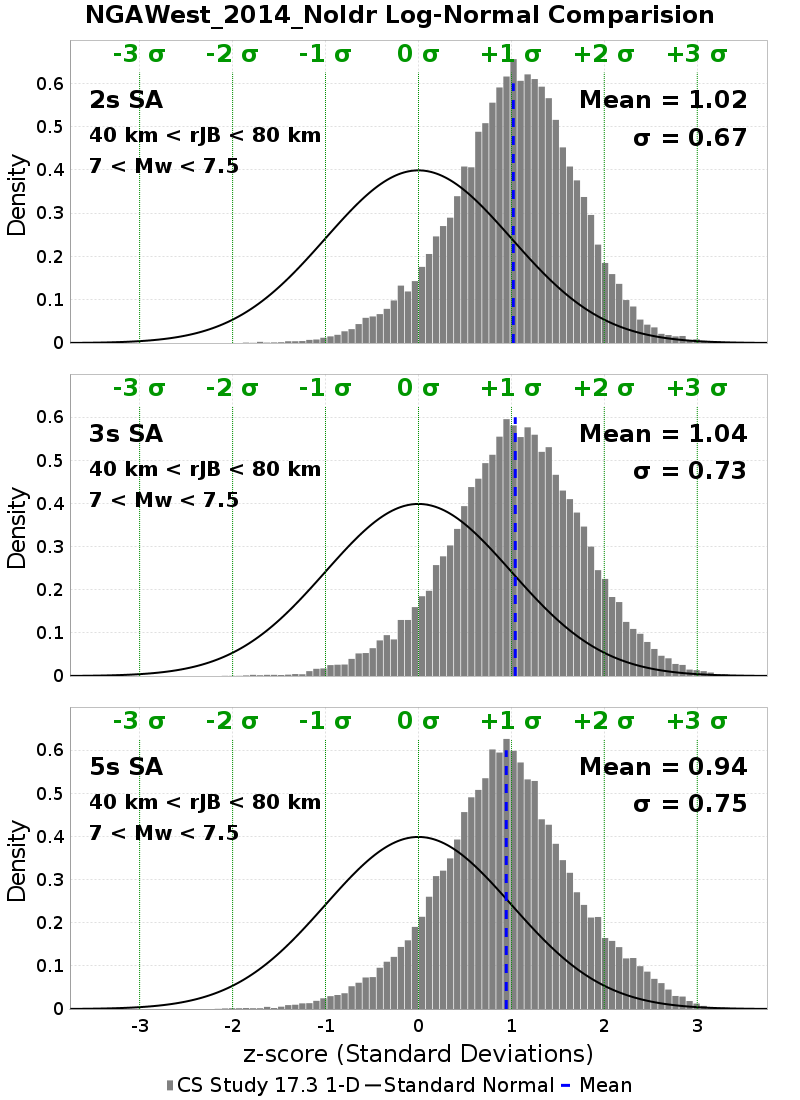 NGAWest_2014_NoIdr Log-Normal Comparision
-3 σ -2 σ -1 σ 0 σ +1 σ +2 σ +3 σ
0.6
2s SA Mean = 1.02
0.5
40 km < rJB < 80 km σ = 0.67
0.4
7 < Mw < 7.5
0.3
0.2
0.1
0
Density
-3 σ -2 σ -1 σ 0 σ +1 σ +2 σ +3 σ
0.6
3s SA Mean = 1.04
0.5
40 km < rJB < 80 km σ = 0.73
0.4
7 < Mw < 7.5
0.3
0.2
0.1
0
Density
-3 σ -2 σ -1 σ 0 σ +1 σ +2 σ +3 σ
0.6
5s SA Mean = 0.94
0.5
40 km < rJB < 80 km σ = 0.75
0.4
7 < Mw < 7.5
0.3
0.2
0.1
0
Density
-3 -2 -1 0 1 2 3
z-score (Standard Deviations)
CS Study 17.3 1-D Standard Normal Mean